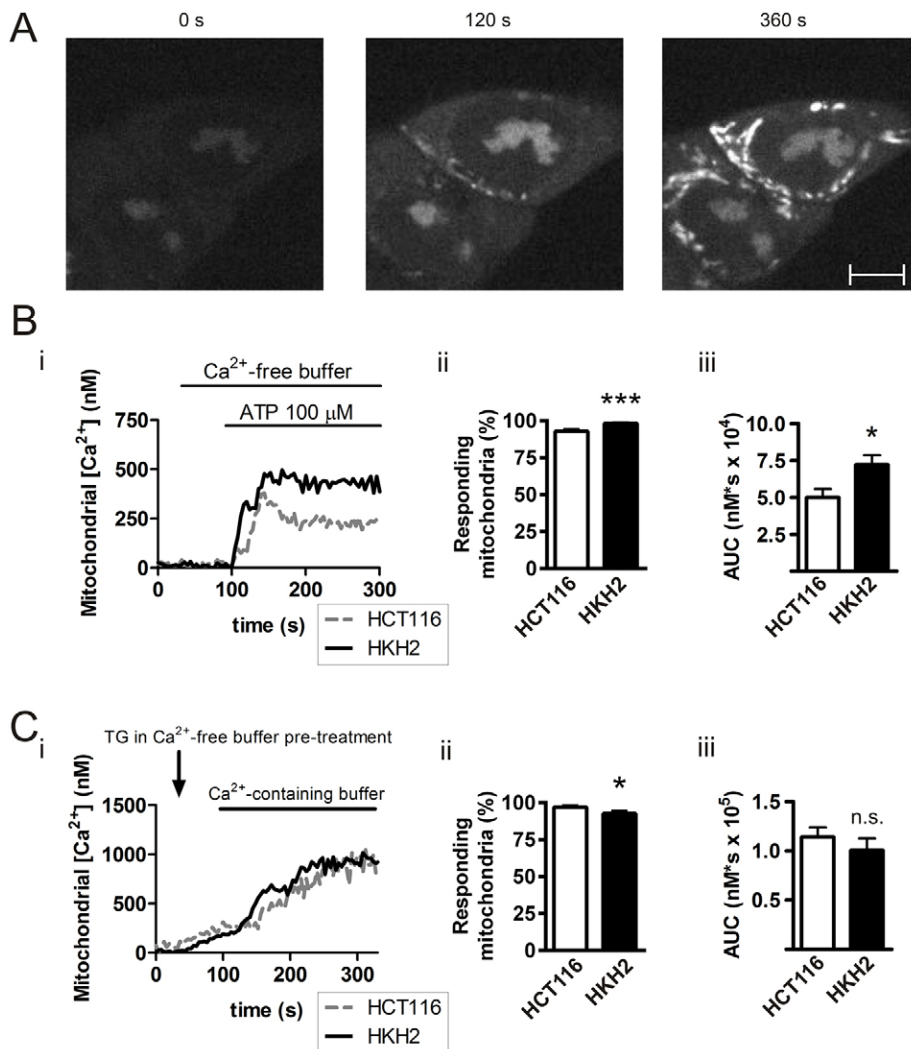 A
0 s
120 s
360 s
B
i
Ca²⁺-free buffer
ATP 100 µM
Mitochondrial [Ca²⁺] (nM)
750
500
250
0
0
100
200
300
time (s)
HCT116
HKH2
ii
***
Responding
mitochondria (%)
100
75
50
25
0
HCT116
HKH2
iii
*
AUC (nM*s x 10⁴)
10.0
7.5
5.0
2.5
0
HCT116
HKH2
C
i
TG in Ca²⁺-free buffer pre-treatment
Ca²⁺-containing buffer
Mitochondrial [Ca²⁺] (nM)
1500
1000
500
0
0
100
200
300
time (s)
HCT116
HKH2
ii
*
Responding
mitochondria (%)
100
75
50
25
0
HCT116
HKH2
iii
n.s.
AUC (nM*s x 10⁵)
1.5
1.0
0.5
0.0
HCT116
HKH2